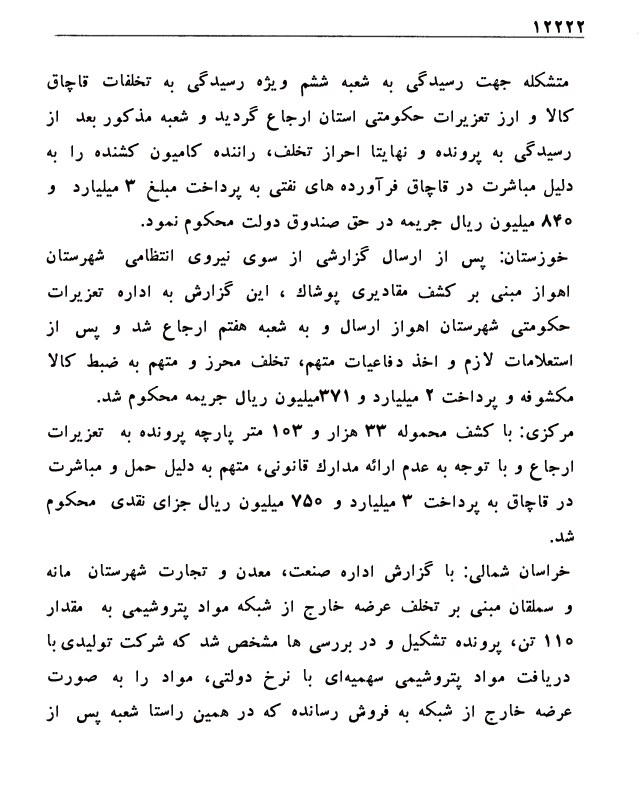 ۱۲۲۲۲
متشکله جهت رسیدگی به شعبه ششم ویژه رسیدگی به تخلفات قاچاق
کالا و ارز تعزیرات حکومتی استان ارجاع گردید و شعبه مذکور بعد از
رسیدگی به پرونده و نهایتا احراز تخلف، راننده کامیون کشنده را به
دلیل مباشرت در قاچاق فرآورده های نفتی به پرداخت مبلغ ۳ میلیارد و
۸۴۰ میلیون ریال جریمه در حق صندوق دولت محکوم نمود.
خوزستان: پس از ارسال گزارشی از سوی نیروی انتظامی شهرستان
اهواز مبنی بر کشف مقادیری پوشاك ، این گزارش به اداره تعزیرات
حکومتی شهرستان اهواز ارسال و به شعبه هفتم ارجاع شد و پس از
استعلامات لازم و اخذ دفاعیات متهم، تخلف محرز و متهم به ضبط کالا
مکشوفه و پرداخت ۲ میلیارد و ۳۷۱میلیون ریال جریمه محکوم شد.
مرکزی: با کشف محموله ۳۳ هزار و ۱۰۳ متر پارچه پرونده به تعزیرات
ارجاع و با توجه به عدم ارائه مدارك قانونی، متهم به دلیل حمل و مباشرت
در قاچاق به پرداخت ۳ میلیارد و ۷۵۰ میلیون ریال جزای نقدی محکوم
شد.
خراسان شمالی: با گزارش اداره صنعت، معدن و تجارت شهرستان مانه
و سملقان مبنی بر تخلف عرضه خارج از شبکه مواد پتروشیمی به مقدار
۱۱۰ تن، پرونده تشکیل و در بررسی ها مشخص شد که شرکت تولیدی با
دریافت مواد پتروشیمی سهمیه‌ای با نرخ دولتی، مواد را به صورت
عرضه خارج از شبکه به فروش رسانده که در همین راستا شعبه پس از